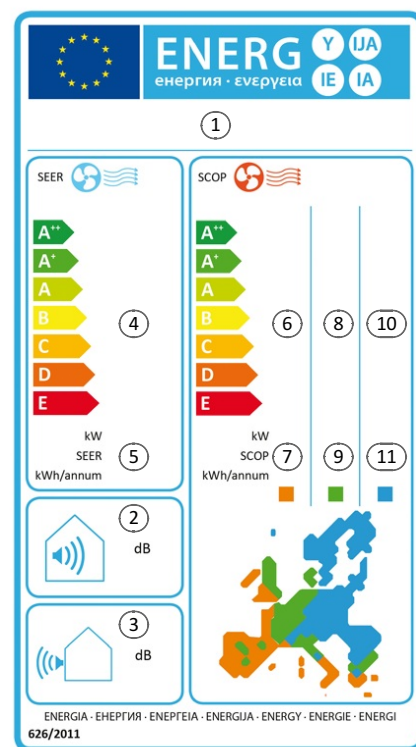 ENERG Y IJA
енергия · ενεργεια IE IA
1
SEER
A++
A+
A
B
C
D
E
4
kW
SEER 5
kWh/annum
SCOP
A++
A+
A
B
C
D
E
6 8 10
kW
SCOP 7 9 11
kWh/annum
2
dB
3
dB
ENERGIA · ЕНЕРГИЯ · ΕΝΕΡΓΕΙΑ · ENERGIJA · ENERGY · ENERGIE · ENERGI
626/2011